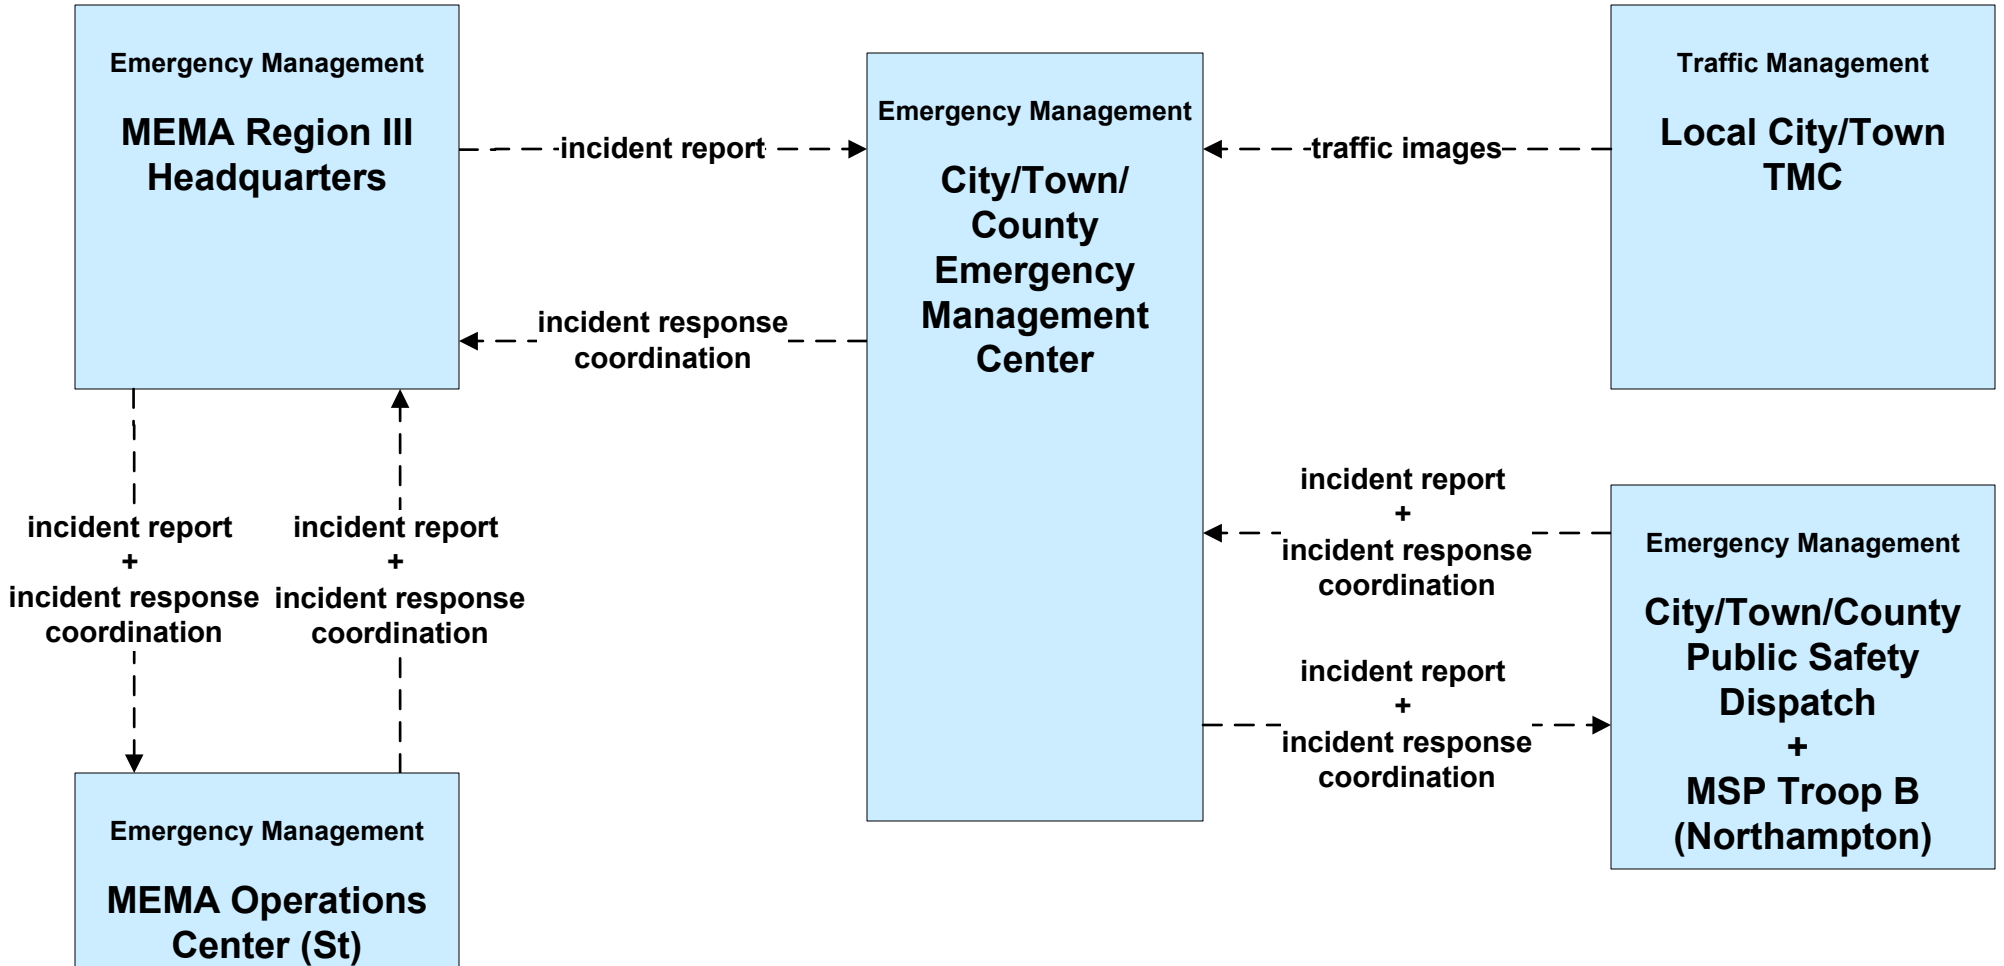 Emergency Management
MEMA Region III
Headquarters
incident report
incident response
coordination
Emergency Management
City/Town/
County
Emergency
Management
Center
traffic images
Traffic Management
Local City/Town
TMC
incident report
+
incident response
coordination
incident report
+
incident response
coordination
incident report
+
incident response
coordination
incident report
+
incident response
coordination
Emergency Management
City/Town/County
Public Safety
Dispatch
+
MSP Troop B
(Northampton)
Emergency Management
MEMA Operations
Center (St)